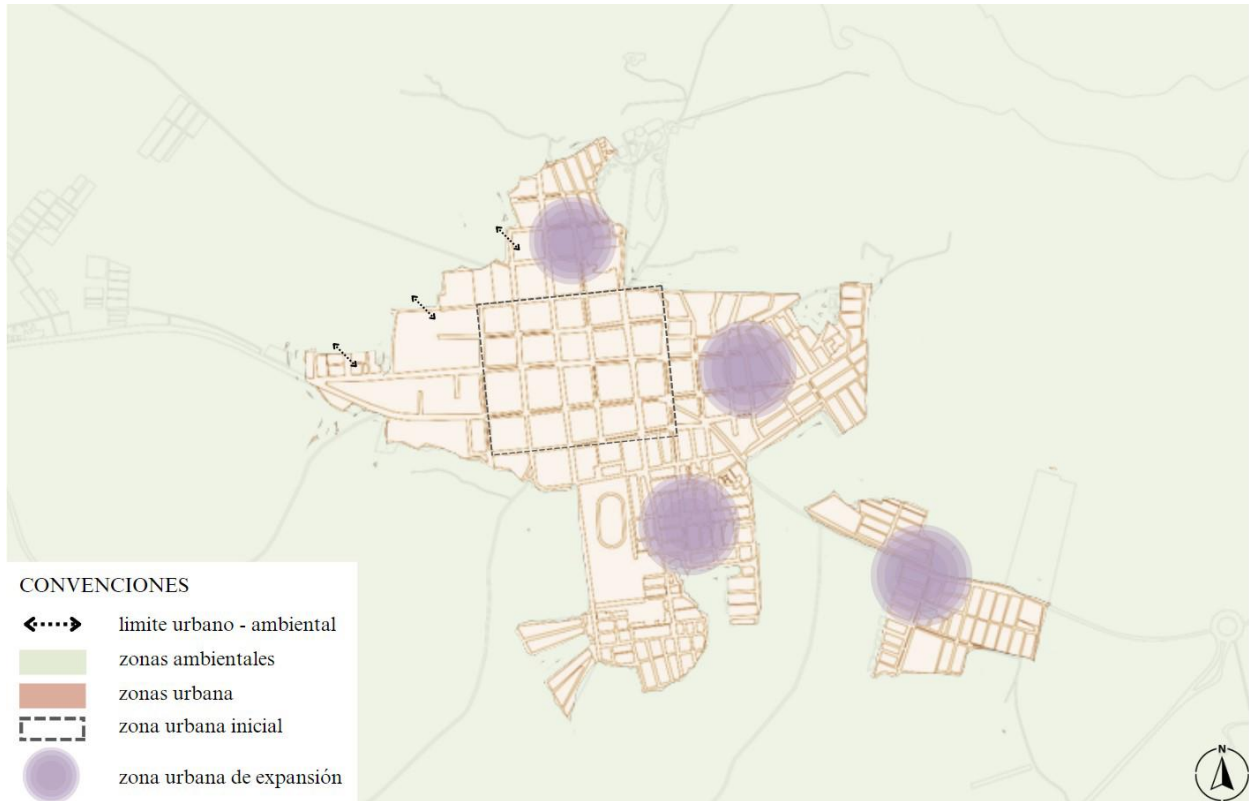 CONVENCIONES
limite urbano - ambiental
zonas ambientales
zonas urbana
zona urbana inicial
zona urbana de expansión
N